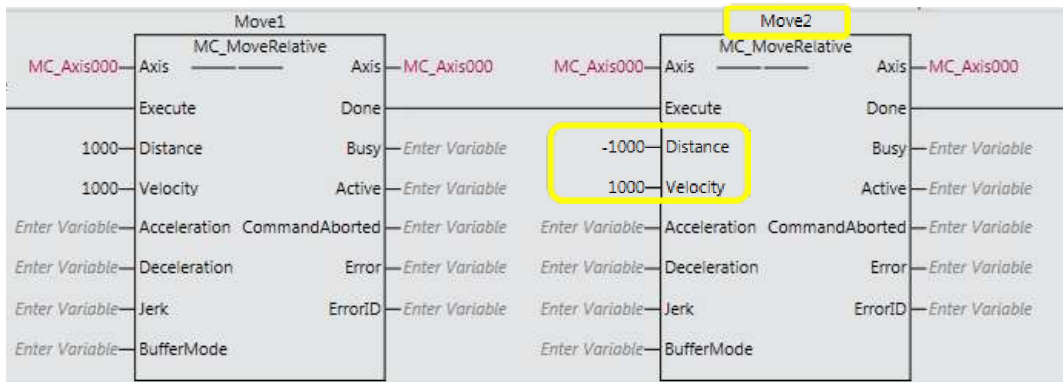 Move1
Move2
MC_MoveRelative
MC_MoveRelative
MC_Axis000 Axis Axis MC_Axis000 MC_Axis000 Axis Axis MC_Axis000
Execute Done Execute Done
1000 Distance Busy Enter Variable -1000 Distance Busy Enter Variable
1000 Velocity Active Enter Variable 1000 Velocity Active Enter Variable
Enter Variable Acceleration CommandAborted Enter Variable Enter Variable Acceleration CommandAborted Enter Variable
Enter Variable Deceleration Error Enter Variable Enter Variable Deceleration Error Enter Variable
Enter Variable Jerk ErrorID Enter Variable Enter Variable Jerk ErrorID Enter Variable
Enter Variable BufferMode Enter Variable BufferMode